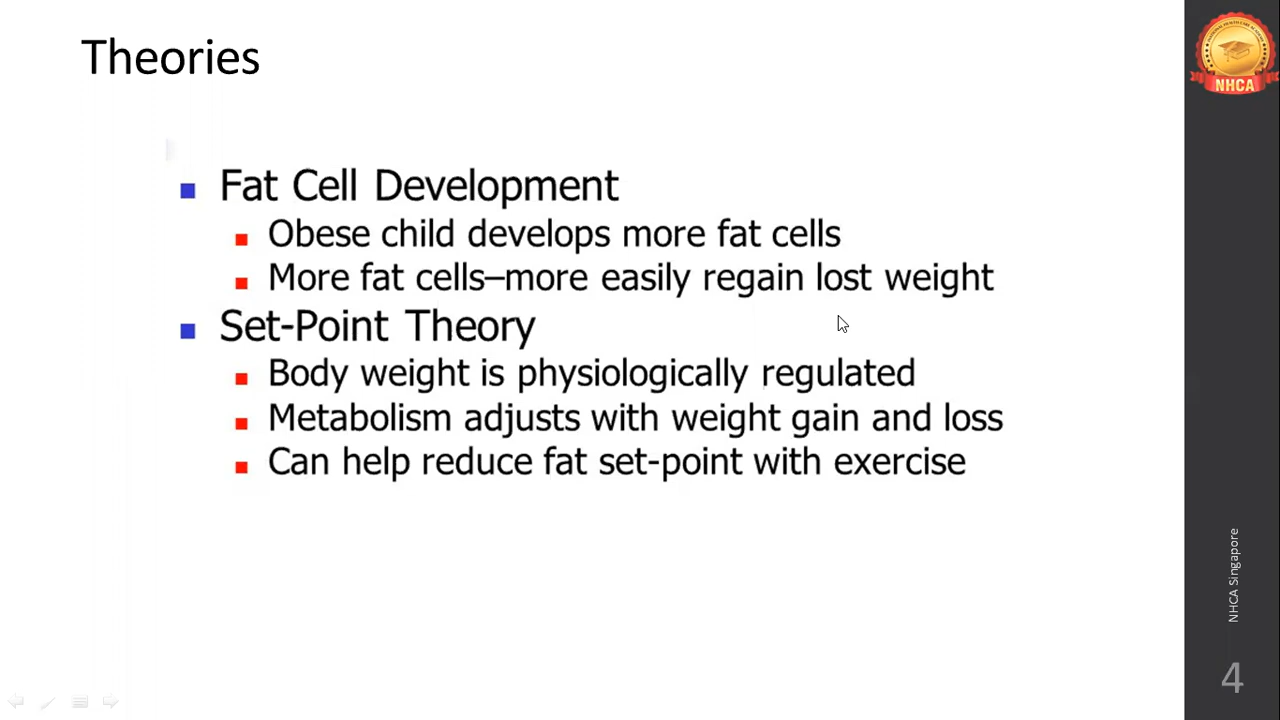 Theories
Fat Cell Development
Obese child develops more fat cells
More fat cells–more easily regain lost weight
Set-Point Theory
Body weight is physiologically regulated
Metabolism adjusts with weight gain and loss
Can help reduce fat set-point with exercise
NHCA
NHCA Singapore
4